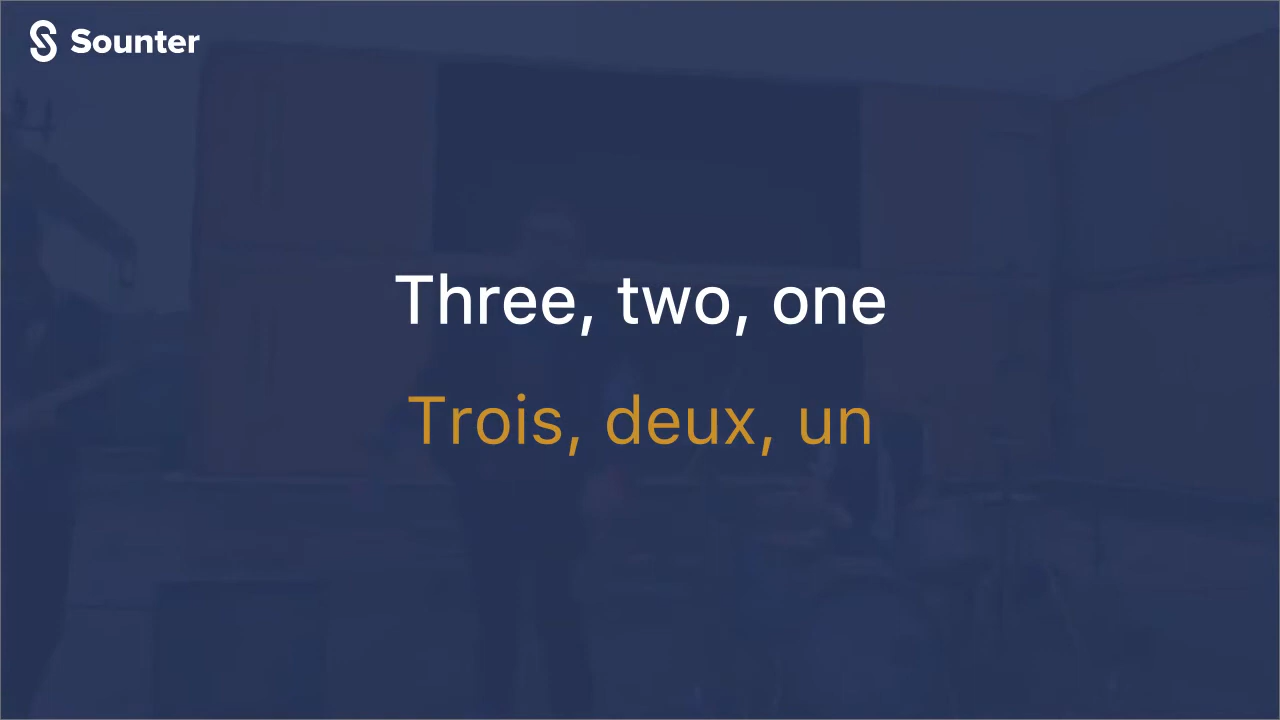 Sounter
Three, two, one
Trois, deux, un